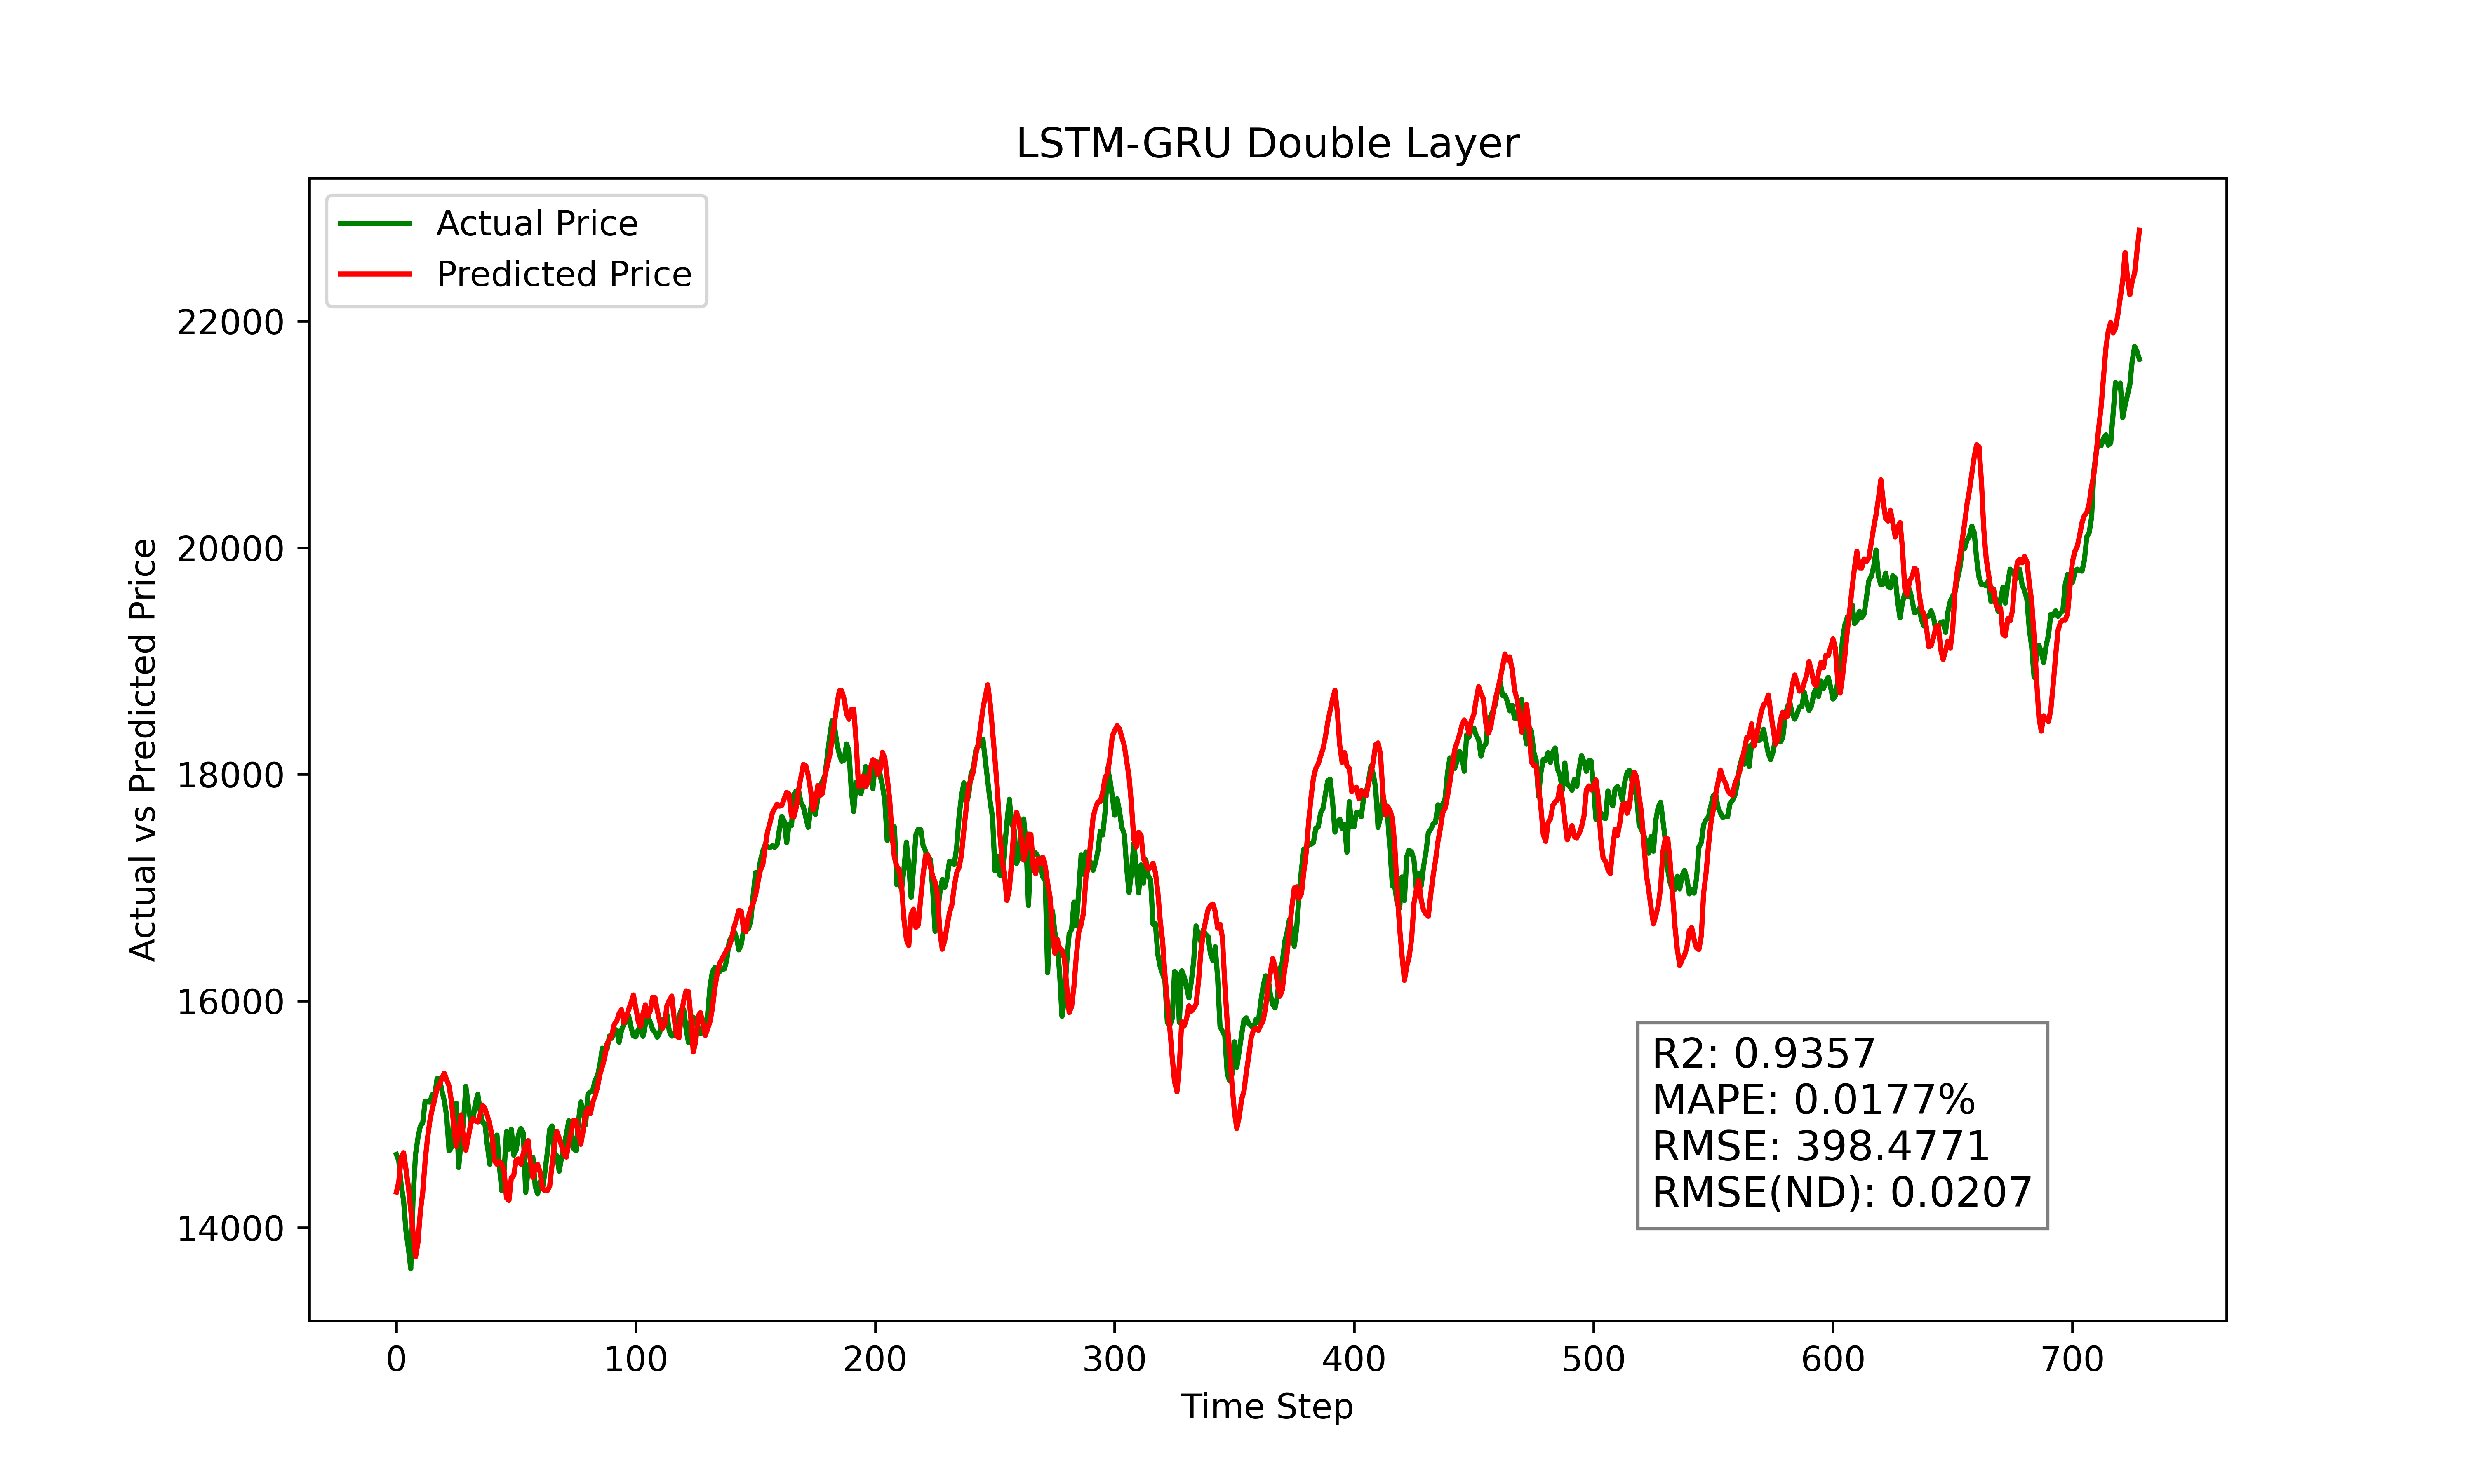 LSTM-GRU Double Layer
Actual Price
Predicted Price
Actual vs Predicted Price
22000
20000
18000
16000
14000
R2: 0.9357
MAPE: 0.0177%
RMSE: 398.4771
RMSE(ND): 0.0207
0 100 200 300 400 500 600 700
Time Step